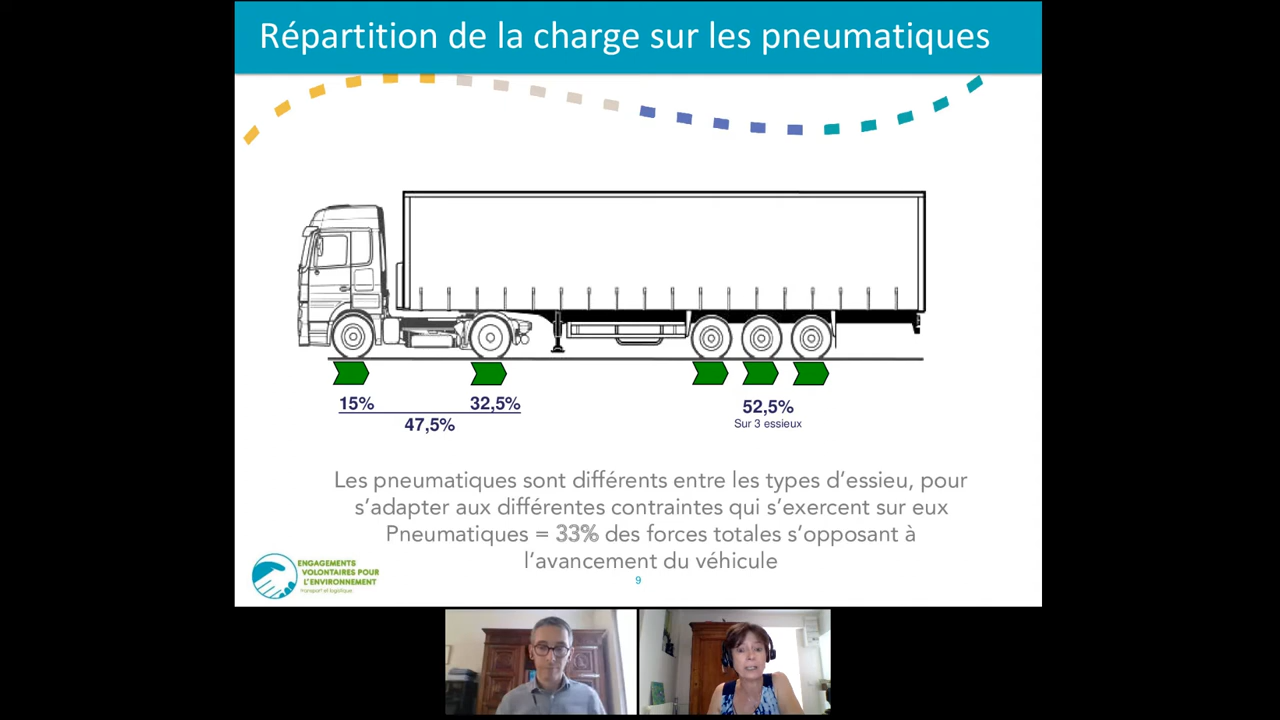 Répartition de la charge sur les pneumatiques
15%
32,5%
47,5%
52,5%
Sur 3 essieux
Les pneumatiques sont différents entre les types d'essieu, pour
s'adapter aux différentes contraintes qui s'exercent sur eux
Pneumatiques = 33% des forces totales s'opposant à
l'avancement du véhicule
ENGAGEMENTS
VOLONTAIRES POUR
L'ENVIRONNEMENT
transport et logistique
9